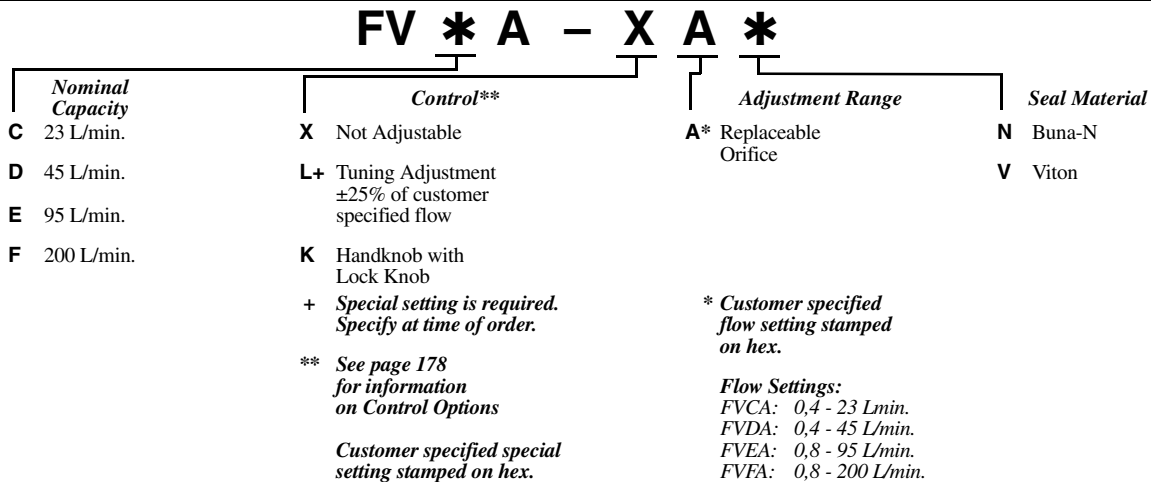 FV ✱ A – X A ✱
Nominal
Capacity
C 23 L/min.
D 45 L/min.
E 95 L/min.
F 200 L/min.
Control**
X Not Adjustable
L+ Tuning Adjustment
±25% of customer
specified flow
K Handknob with
Lock Knob
+ Special setting is required.
Specify at time of order.
** See page 178
for information
on Control Options
Customer specified special
setting stamped on hex.
Adjustment Range
A* Replaceable
Orifice
* Customer specified
flow setting stamped
on hex.
Flow Settings:
FVCA: 0,4 - 23 Lmin.
FVDA: 0,4 - 45 L/min.
FVEA: 0,8 - 95 L/min.
FVFA: 0,8 - 200 L/min.
Seal Material
N Buna-N
V Viton